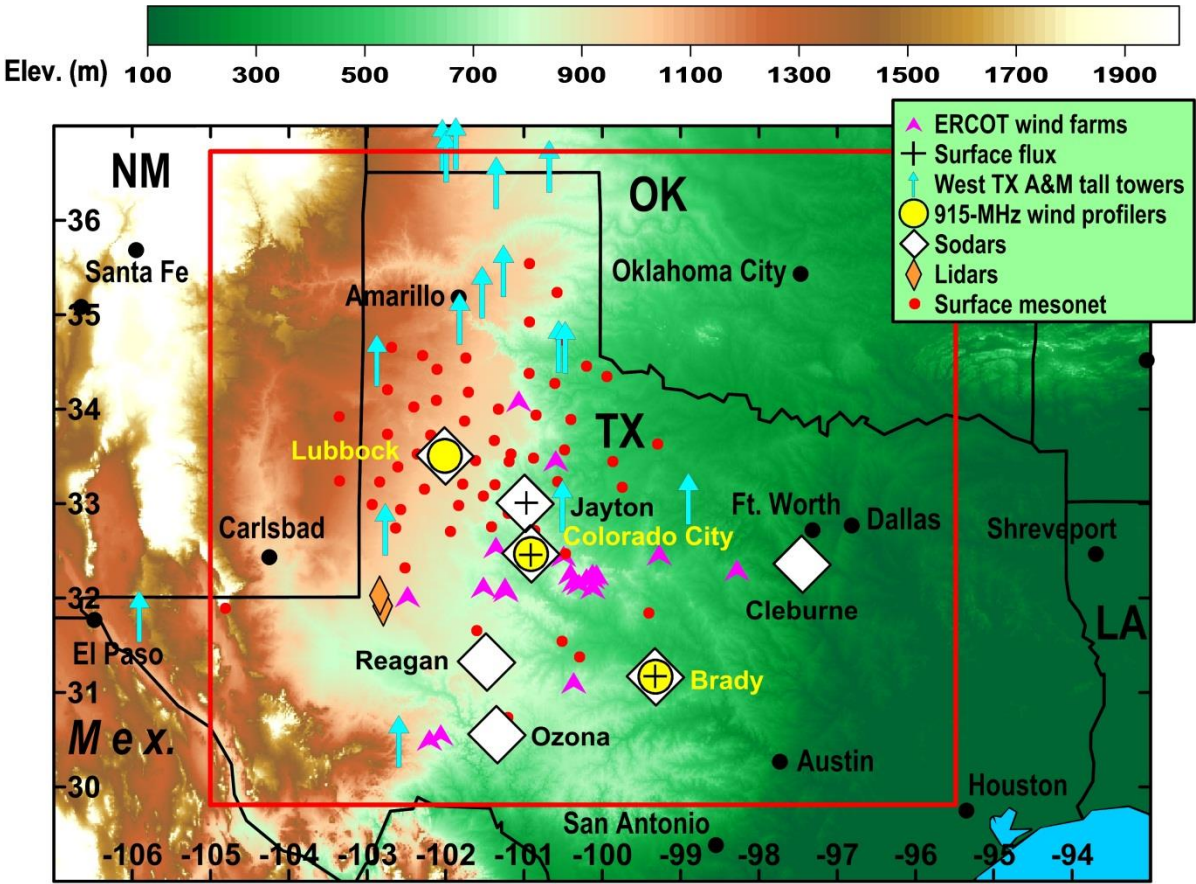 Elev. (m) 100 300 500 700 900 1100 1300 1500 1700 1900
ERCOT wind farms
Surface flux
West TX A&M tall towers
915-MHz wind profilers
Sodars
Lidars
Surface mesonet
NM
OK
36
Santa Fe
Oklahoma City
Amarillo
35
34
TX
Lubbock
33
Jayton
Ft. Worth
Dallas
Carlsbad
Colorado City
Shreveport
32
Cleburne
El Paso
LA
Reagan
31
Brady
Mex.
Ozona
30
Austin
Houston
San Antonio
-106 -105 -104 -103 -102 -101 -100 -99 -98 -97 -96 -95 -94